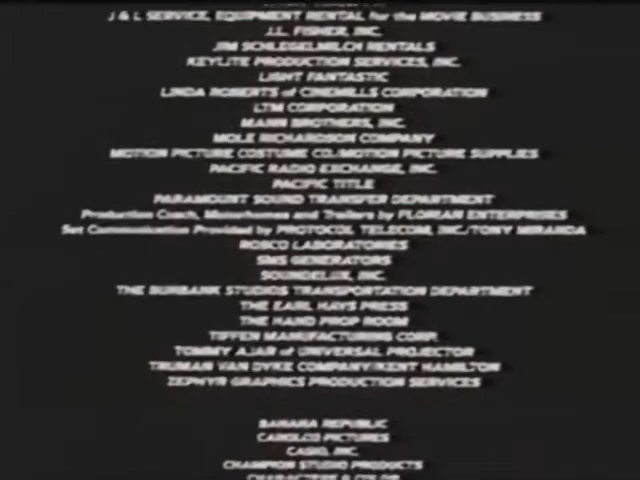 J & L SERVICE, EQUIPMENT RENTAL for the MOVIE BUSINESS
J.L. FISHER, INC.
JIM SCHLEGELMILCH RENTALS
KEYLITE PRODUCTION SERVICES, INC.
LIGHT FANTASTIC
LINDA ROBERTS of CINEMILLS CORPORATION
LTM CORPORATION
MANN BROTHERS, INC.
MOLE RICHARDSON COMPANY
MOTION PICTURE COSTUME CO./MOTION PICTURE SUPPLIES
PACIFIC RADIO EXCHANGE, INC.
PACIFIC TITLE
PARAMOUNT SOUND TRANSFER DEPARTMENT
Production Coach, Motorhomes and Trailers by FLORIAN ENTERPRISES
Set Communication Provided by PROTOCOL TELECOM, INC./TONY MIRANDA
ROSCO LABORATORIES
SMS GENERATORS
SOUNDELUX, INC.
THE BURBANK STUDIOS TRANSPORTATION DEPARTMENT
THE EARL HAYS PRESS
THE HAND PROP ROOM
TIFFEN MANUFACTURING CORP.
TOMMY AJAR of UNIVERSAL PROJECTOR
TRUMAN VAN DYKE COMPANY/KENT HAMILTON
ZEPHYR GRAPHICS PRODUCTION SERVICES
BANANA REPUBLIC
CAROLCO PICTURES
CASIO, INC.
CHAMPION STUDIO PRODUCTS